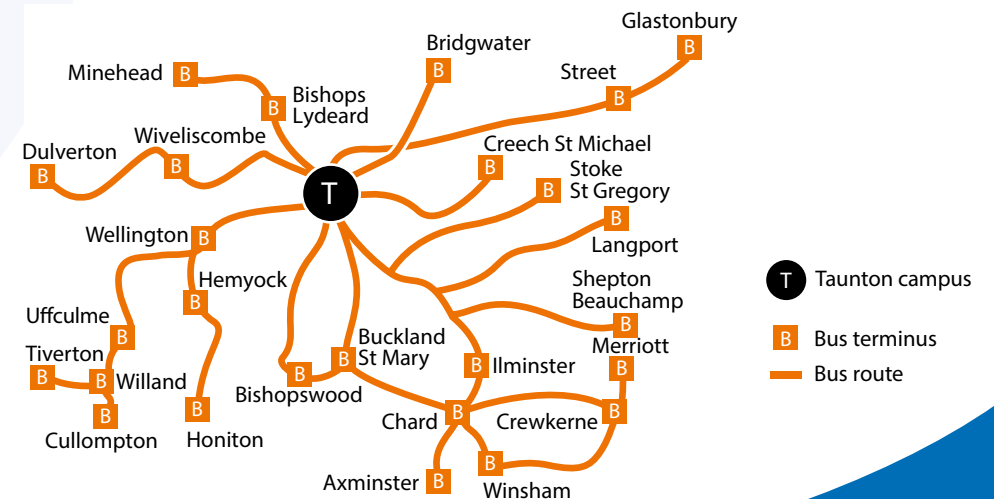 Glastonbury
Bridgwater
Street
Minehead
B
B
B
B
B
Bishops
Lydeard
Wiveliscombe
Dulverton
B
B
Creech St Michael
B
Stoke
St Gregory
B
T
B
Langport
Wellington
B
Hemyock
B
Shepton
Beauchamp
B
T
Taunton campus
B
Bus terminus
Bus route
Uffculme
B
Tiverton
B
B
Willand
B
Cullompton
B
Honiton
Bishopswood
B
B
Buckland
St Mary
B
Ilminster
Merriott
B
Chard
B
Crewkerne
B
Axminster
B
B
Winsham